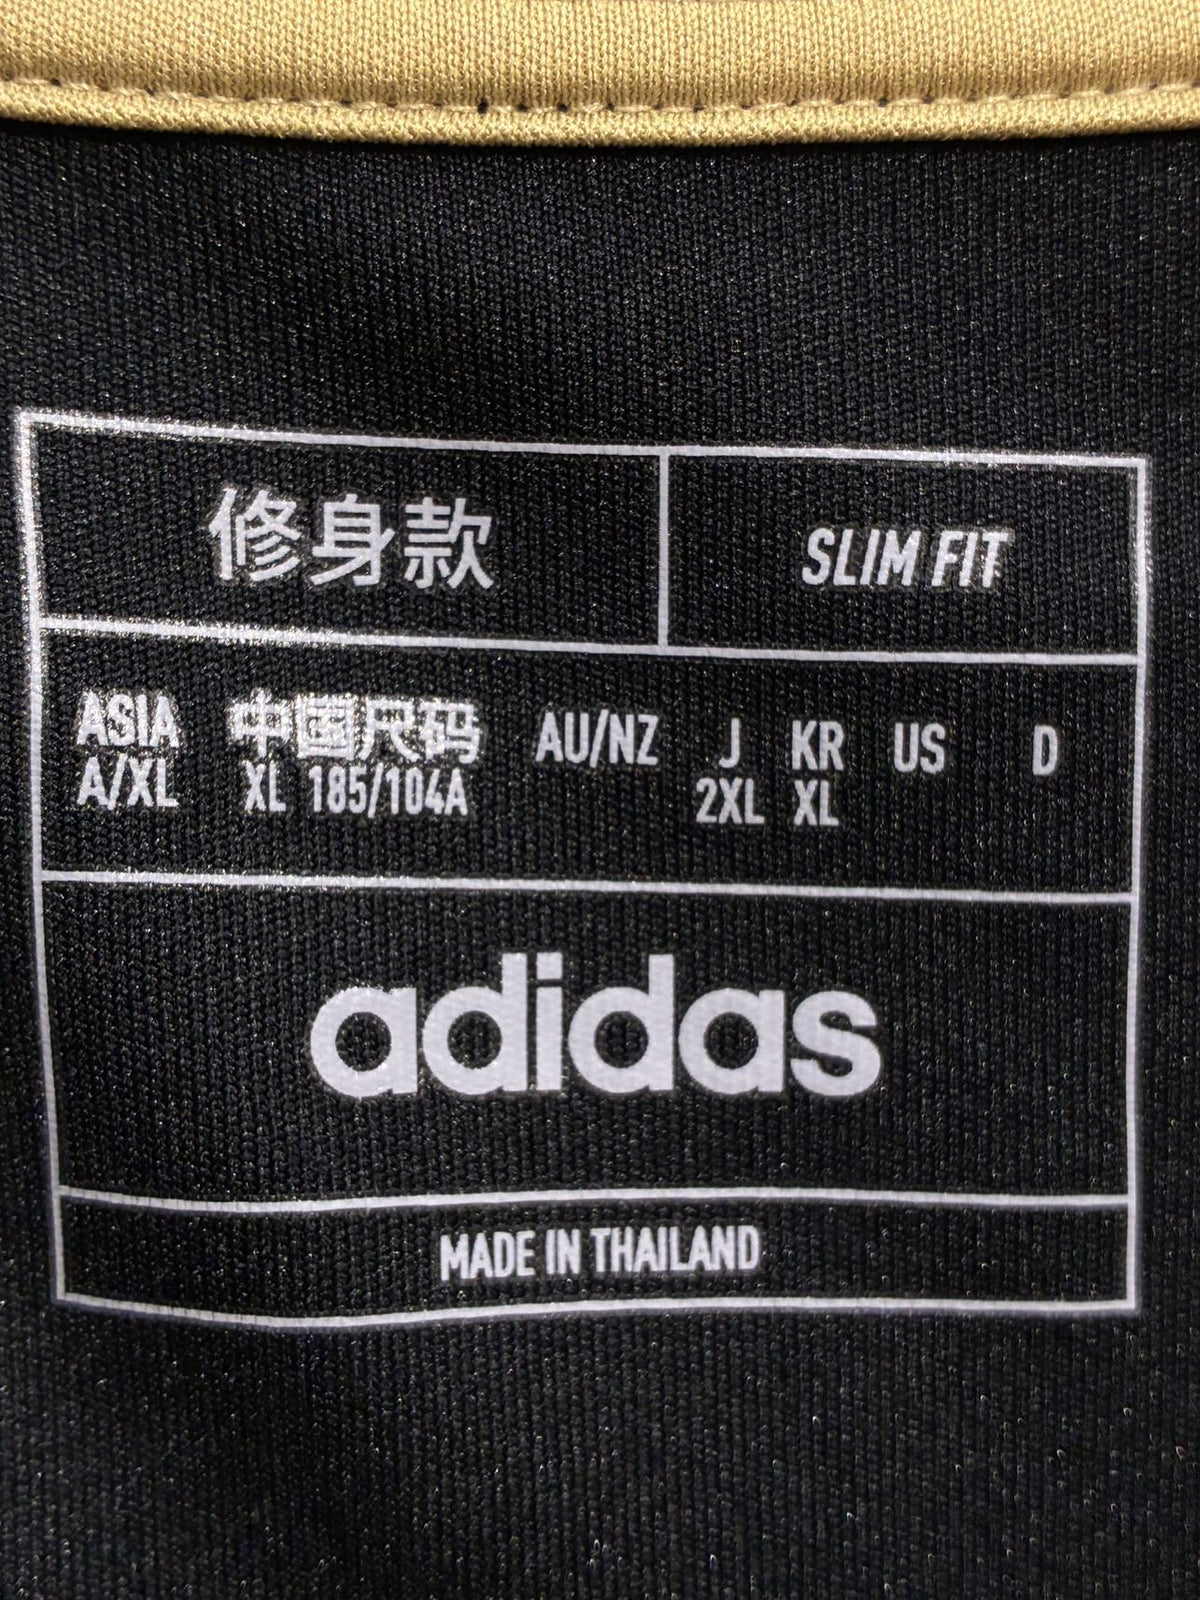 修身款 SLIM FIT
ASIA 中国尺码 AU/NZ J KR US D
A/XL XL 185/104A 2XL XL
adidas
MADE IN THAILAND